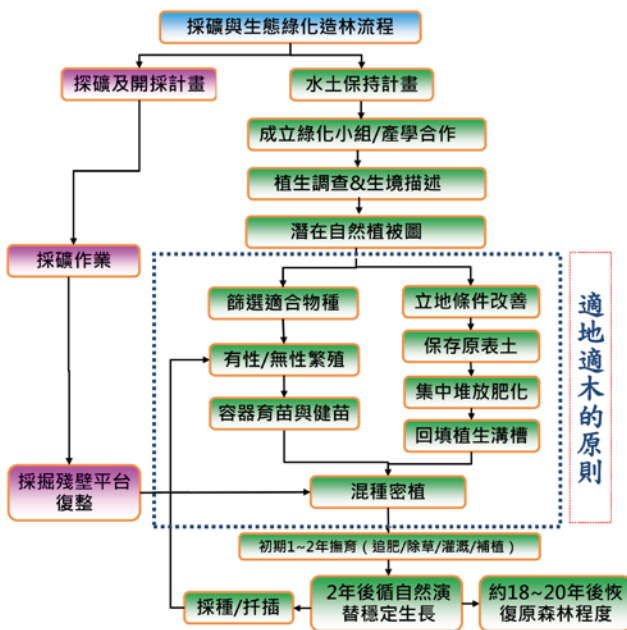 採礦與生態綠化造林流程
探礦及開採計畫
水土保持計畫
成立綠化小組/產學合作
植生調查&生境描述
潛在自然植被圖
採礦作業
篩選適合物種
立地條件改善
有性/無性繁殖
保存原表土
容器育苗與健苗
集中堆放肥化
回填植生溝槽
適地適木的原則
採掘殘壁平台
復整
混種密植
初期1~2年撫育（追肥/除草/灌溉/補植）
採種/扦插
2年後循自然演
替穩定生長
約18~20年後恢
復原森林程度